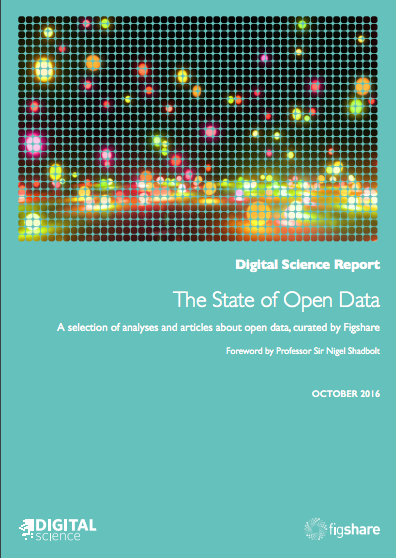 Digital Science Report
The State of Open Data
A selection of analyses and articles about open data, curated by Figshare
Foreword by Professor Sir Nigel Shadbolt
OCTOBER 2016
DIGITAL
science
figshare